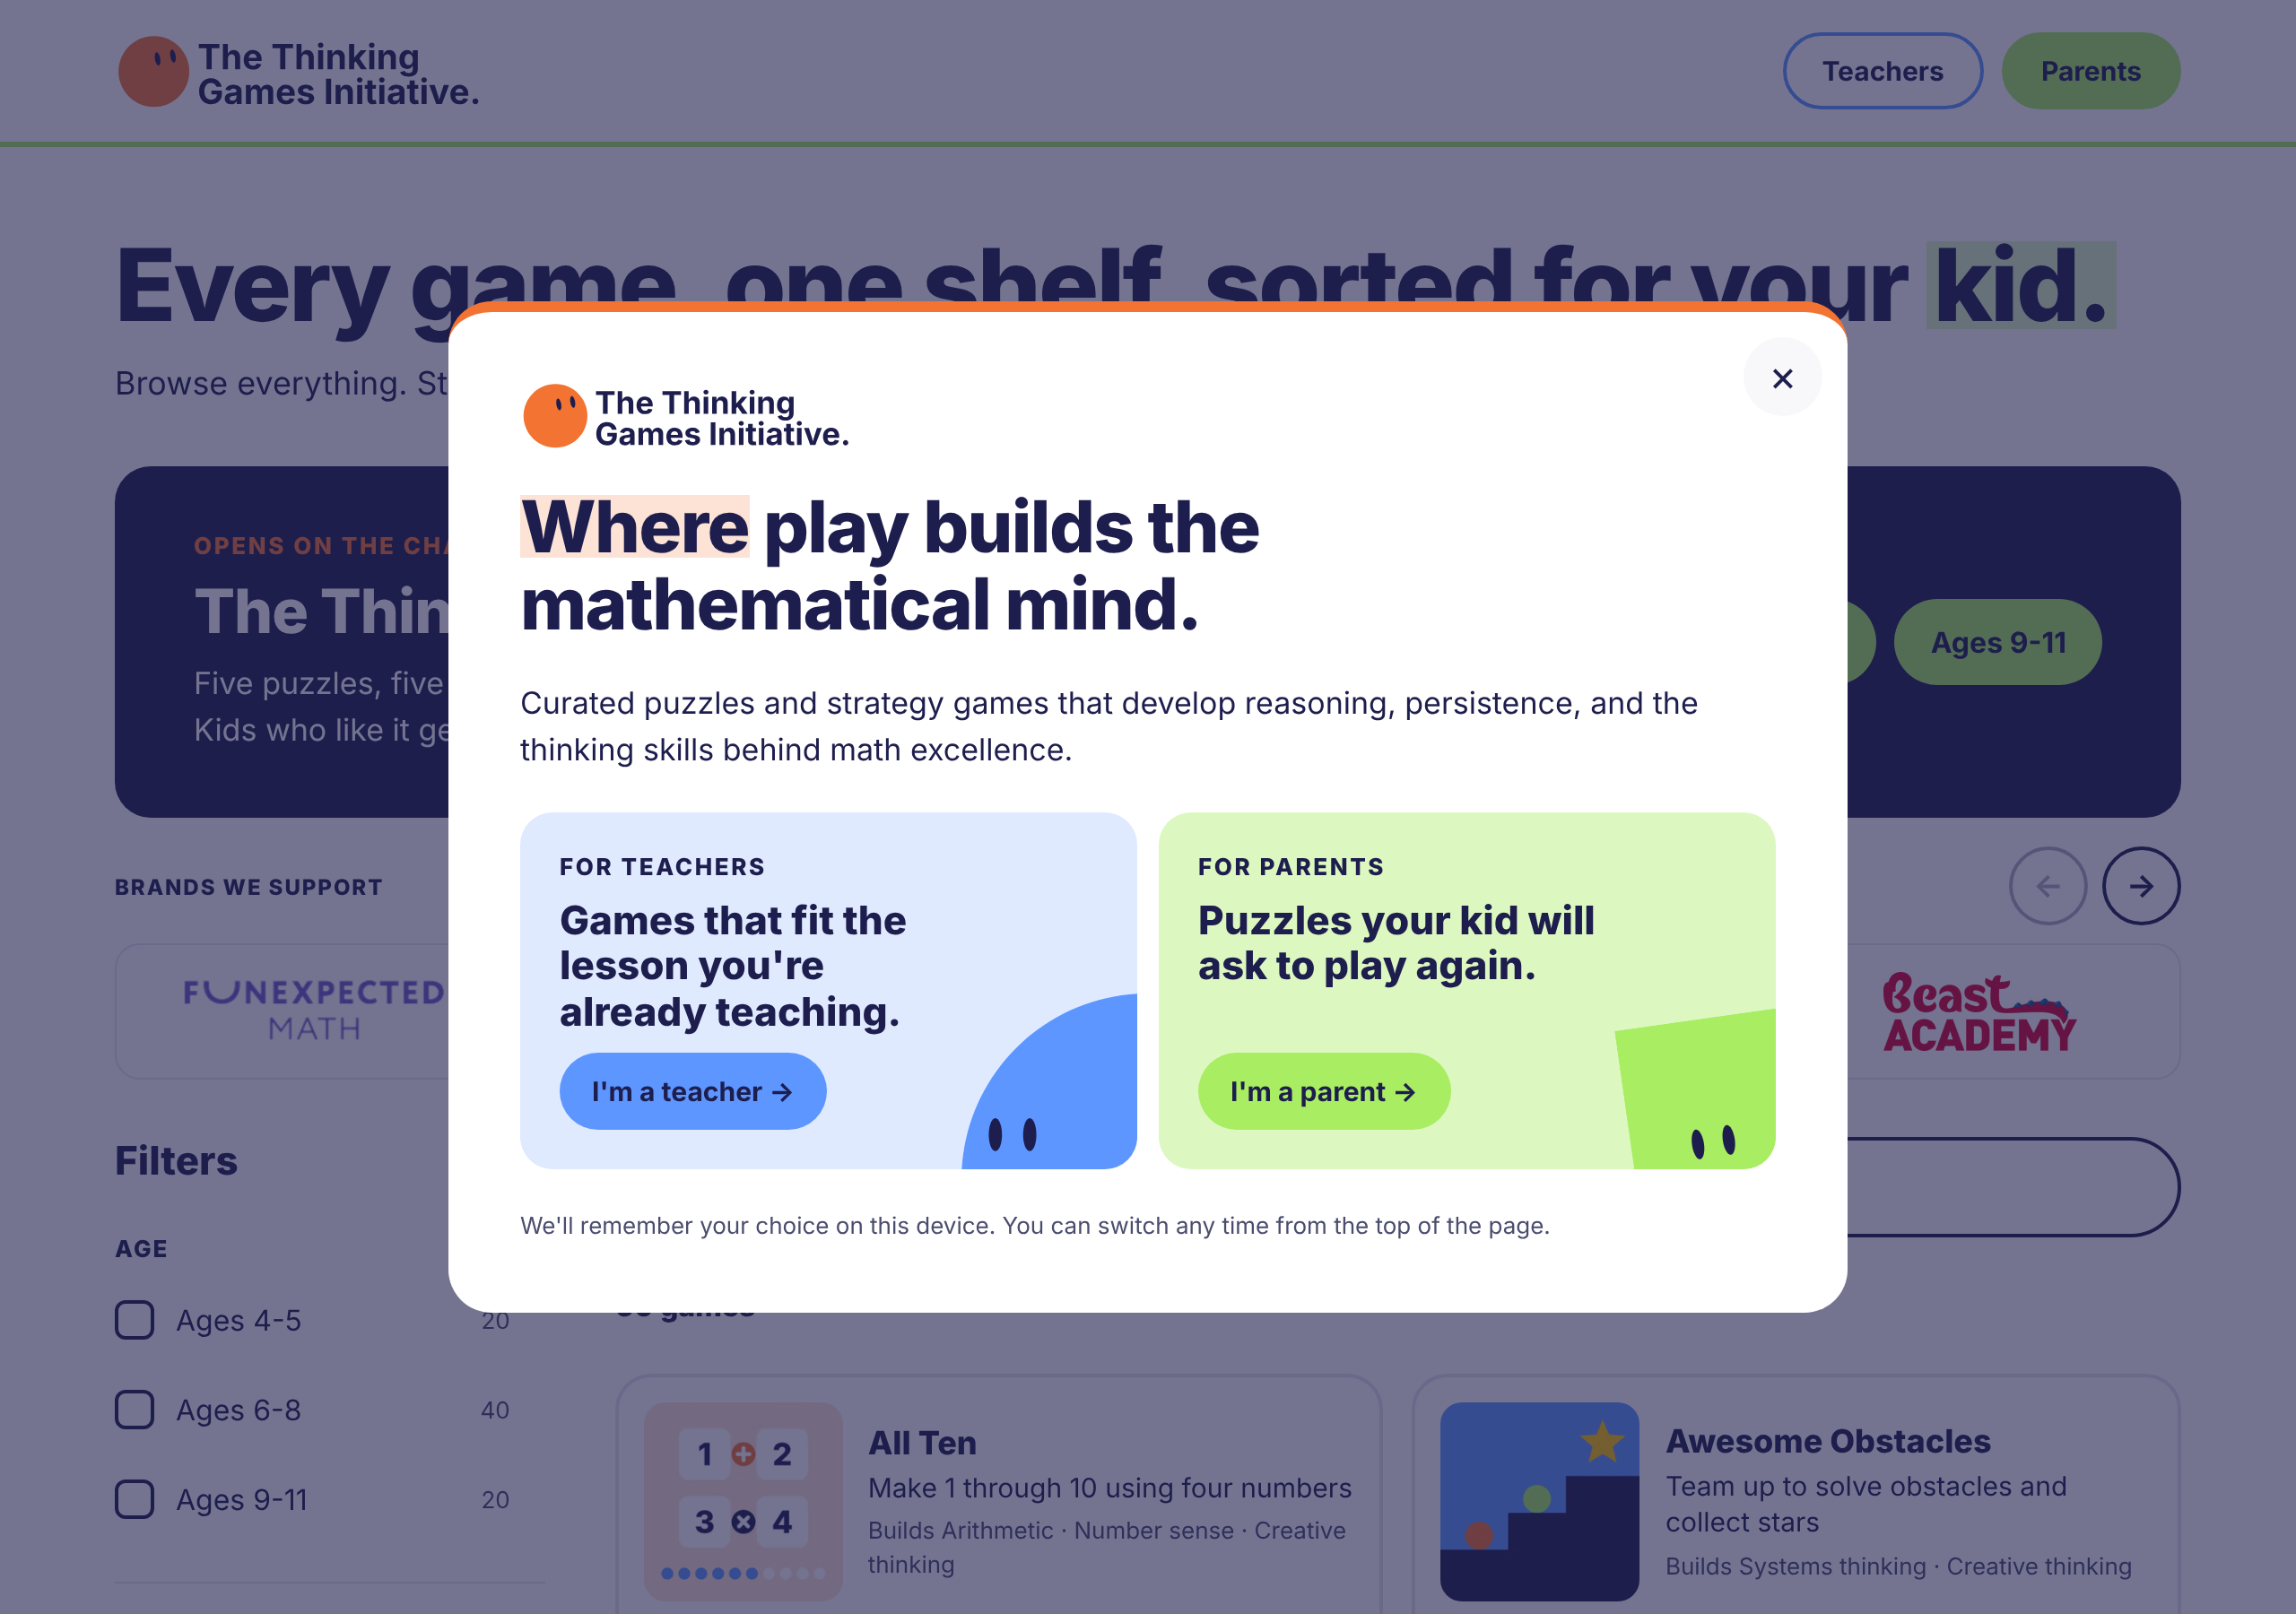 The Thinking
Games Initiative.
Teachers
Parents
Every game, one shelf, sorted for your kid.
Browse everything. St
OPENS ON THE CHA
The Thin
Five puzzles, five
Kids who like it ge
Ages 9-11
The Thinking
Games Initiative.
×
Where play builds the
mathematical mind.
Curated puzzles and strategy games that develop reasoning, persistence, and the
thinking skills behind math excellence.
FOR TEACHERS
Games that fit the
lesson you're
already teaching.
I'm a teacher →
FOR PARENTS
Puzzles your kid will
ask to play again.
I'm a parent →
We'll remember your choice on this device. You can switch any time from the top of the page.
BRANDS WE SUPPORT
← →
FUNEXPECTED
MATH
Beast
ACADEMY
Filters
AGE
Ages 4-5 20
Ages 6-8 40
Ages 9-11 20
games
1 + 2
3 × 4
All Ten
Make 1 through 10 using four numbers
Builds Arithmetic · Number sense · Creative
thinking
Awesome Obstacles
Team up to solve obstacles and
collect stars
Builds Systems thinking · Creative thinking